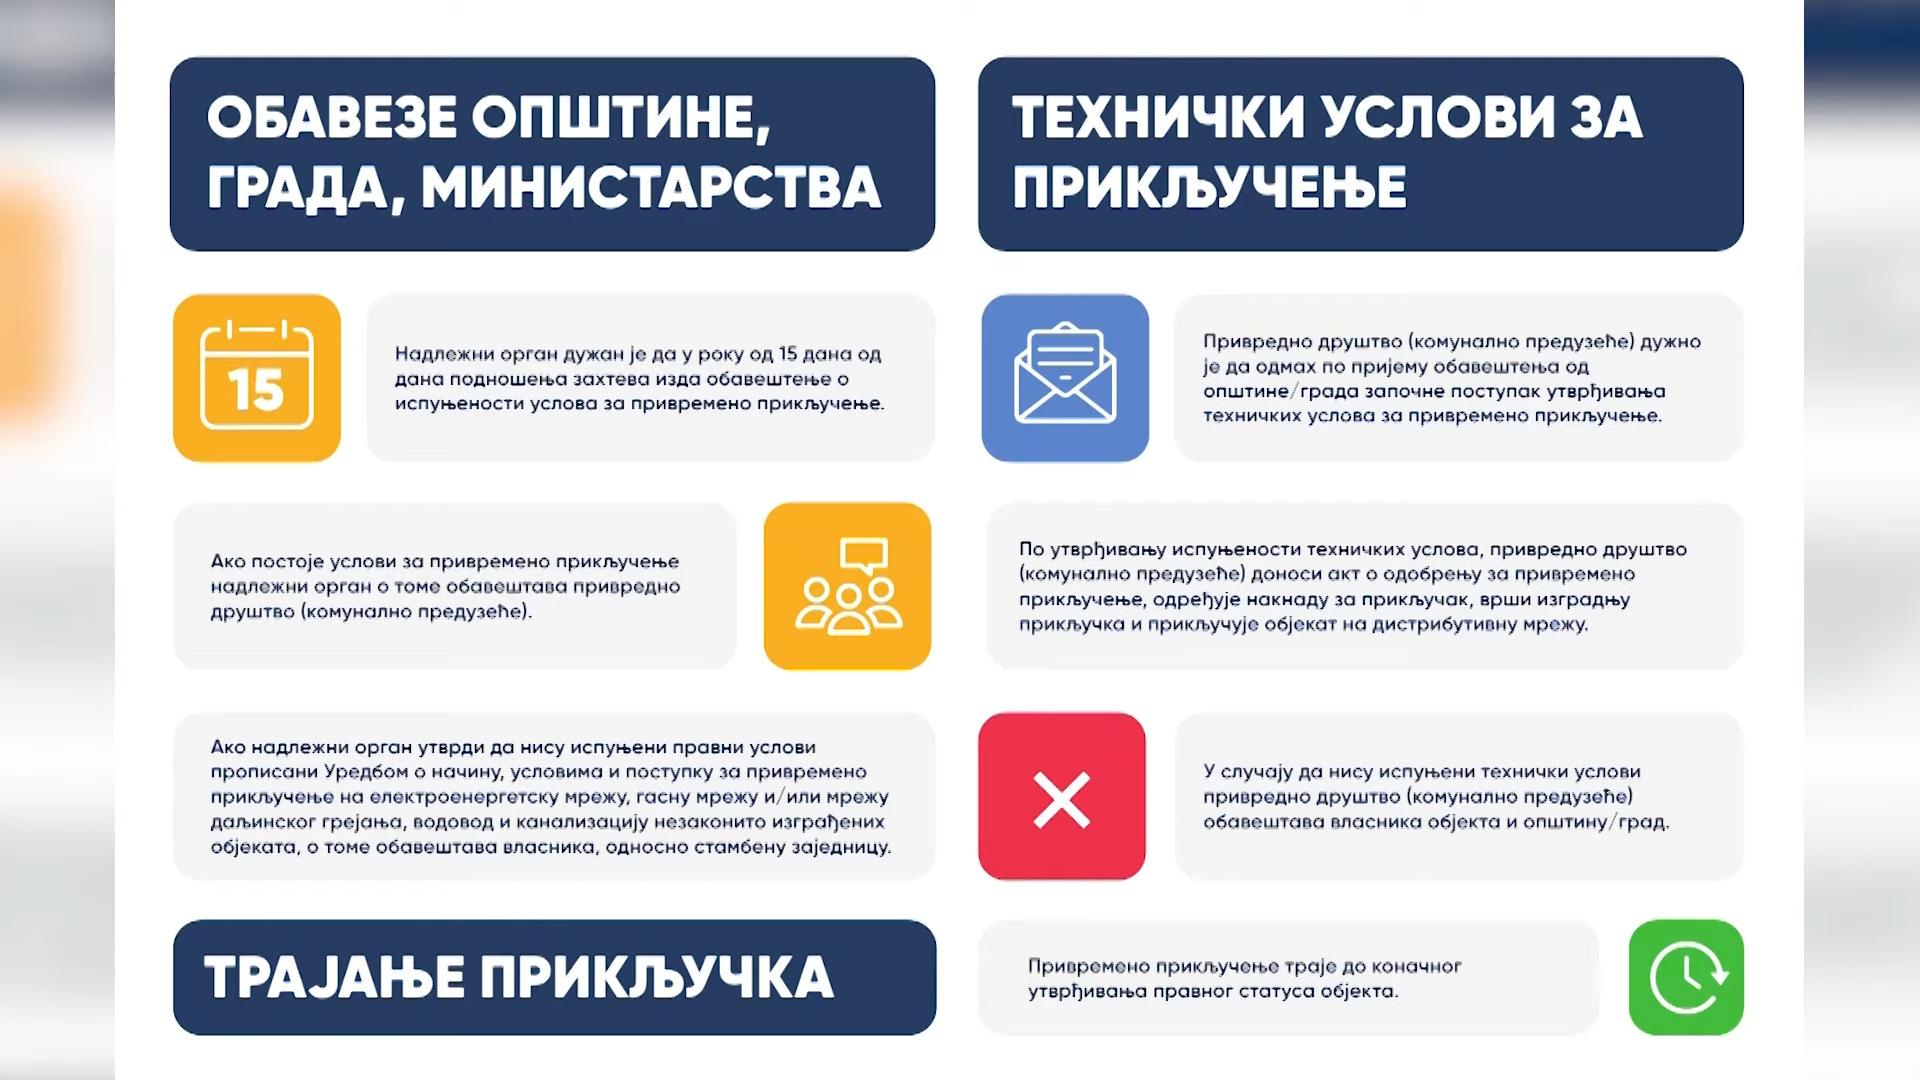 ОБАВЕЗЕ ОПШТИНЕ,
ГРАДА, МИНИСТАРСТВА
15
Надлежни орган дужан је да у року од 15 дана од
дана подношења захтева изда обавештење о
испуњености услова за привремено прикључење.
Ако постоје услови за привремено прикључење
надлежни орган о томе обавештава привредно
друштво (комунално предузеће).
Ако надлежни орган утврди да нису испуњени правни услови
прописани Уредбом о начину, условима и поступку за привремено
прикључење на електроенергетску мрежу, гасну мрежу и/или мрежу
даљинског грејања, водовод и канализацију незаконито изграђених
објеката, о томе обавештава власника, односно стамбену заједницу.
ТЕХНИЧКИ УСЛОВИ ЗА
ПРИКЉУЧЕЊЕ
Привредно друштво (комунално предузеће) дужно
је да одмах по пријему обавештења од
општине/града започне поступак утврђивања
техничких услова за привремено прикључење.
По утврђивању испуњености техничких услова, привредно друштво
(комунално предузеће) доноси акт о одобрењу за привремено
прикључење, одређује накнаду за прикључак, врши изградњу
прикључка и прикључује објекат на дистрибутивну мрежу.
У случају да нису испуњени технички услови
привредно друштво (комунално предузеће)
обавештава власника објекта и општину/град.
ТРАЈАЊЕ ПРИКЉУЧКА
Привремено прикључење траје до коначног
утврђивања правног статуса објекта.